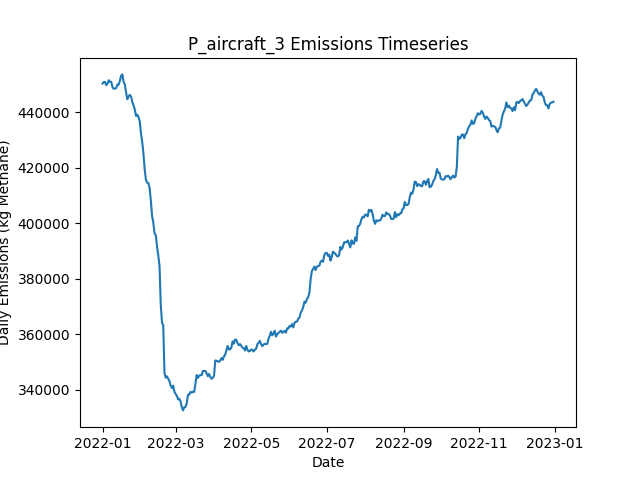 P_aircraft_3 Emissions Timeseries
Daily Emissions (kg Methane)
440000
420000
400000
380000
360000
340000
2022-01 2022-03 2022-05 2022-07 2022-09 2022-11 2023-01
Date